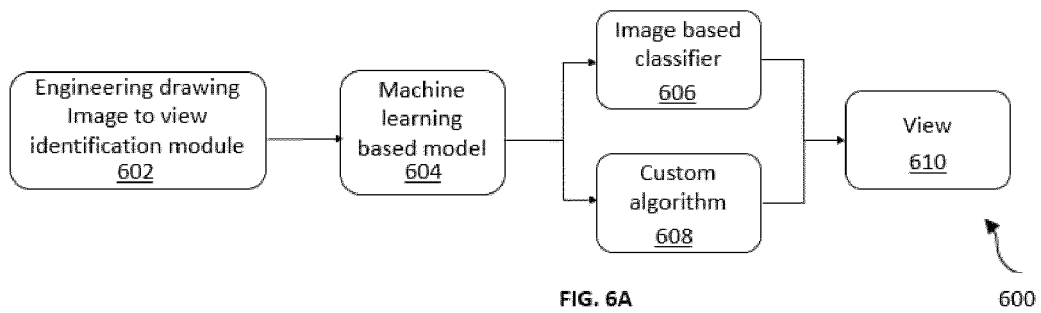 Engineering drawing
Image to view
identification module
602
Machine
learning
based model
604
Image based
classifier
606
Custom
algorithm
608
View
610
FIG. 6A
600